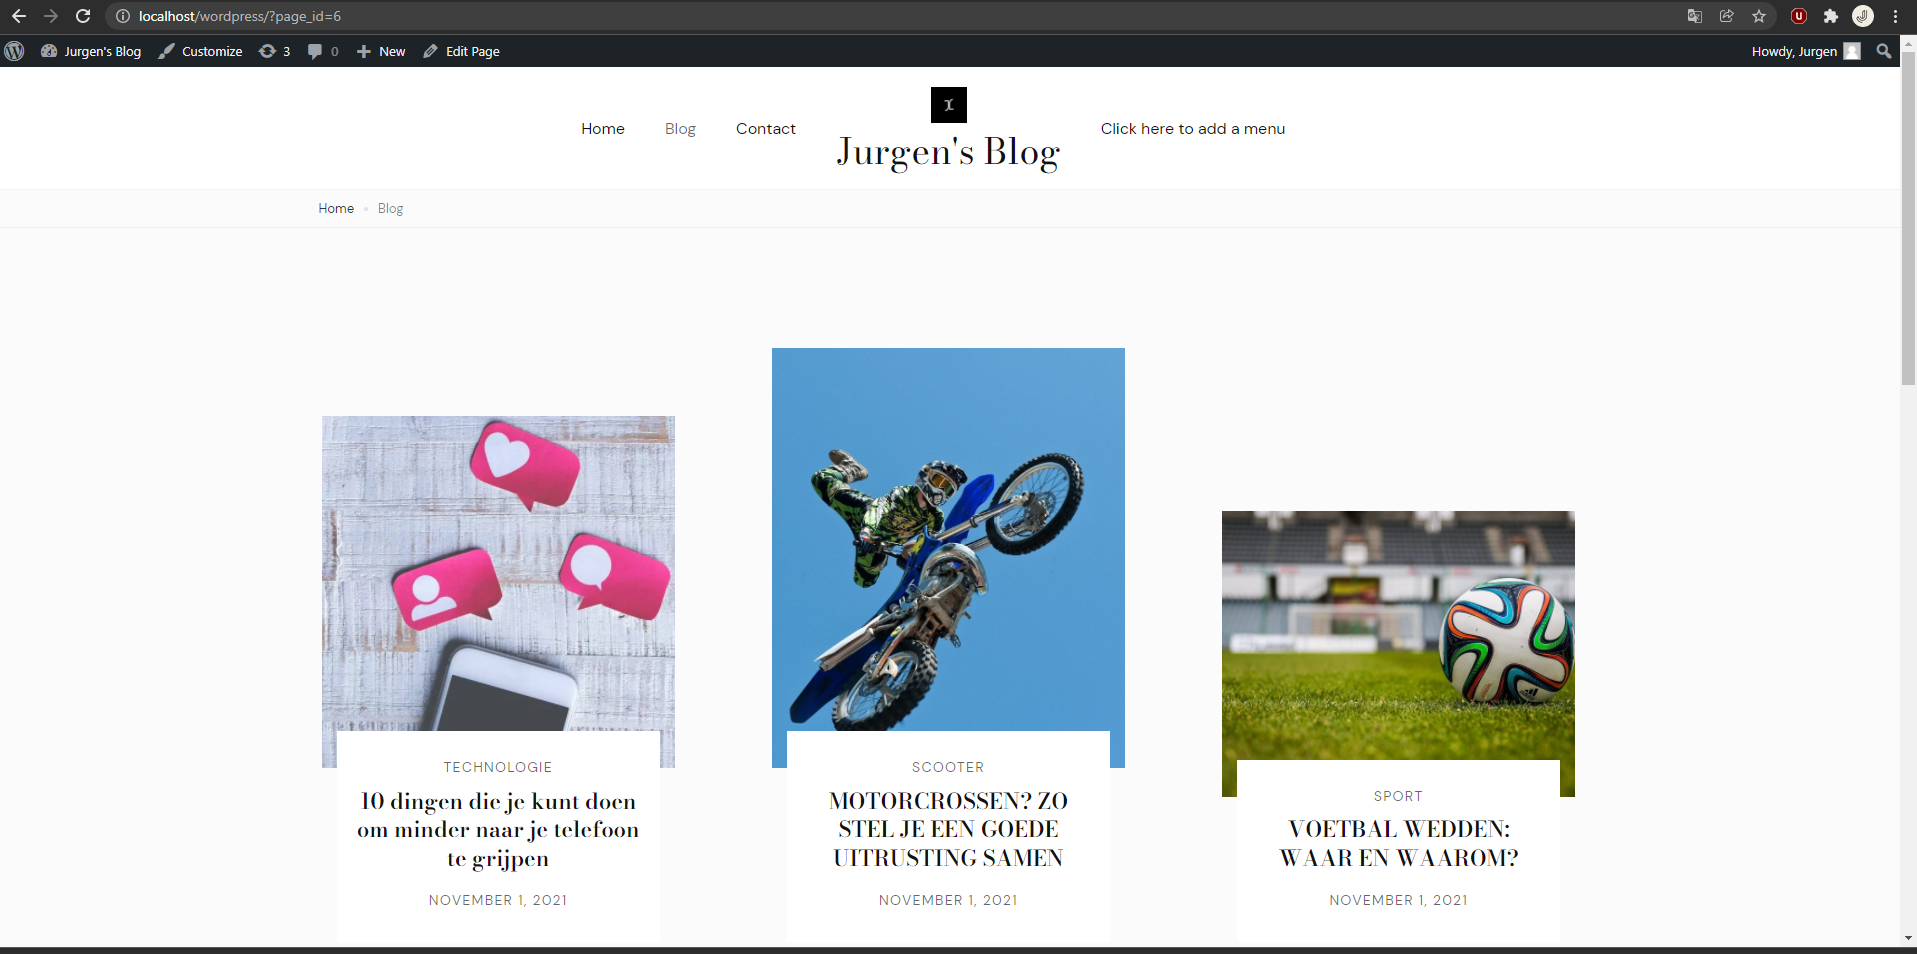 localhost/wordpress/?page_id=6
Jurgen's Blog Customize 3 0 New Edit Page Howdy, Jurgen
Home Blog Contact
Jurgen's Blog
Click here to add a menu
Home Blog
TECHNOLOGIE
10 dingen die je kunt doen
om minder naar je telefoon
te grijpen
NOVEMBER 1, 2021
SCOOTER
MOTORCROSSEN? ZO
STEL JE EEN GOEDE
UITRUSTING SAMEN
NOVEMBER 1, 2021
SPORT
VOETBAL WEDDEN:
WAAR EN WAAROM?
NOVEMBER 1, 2021